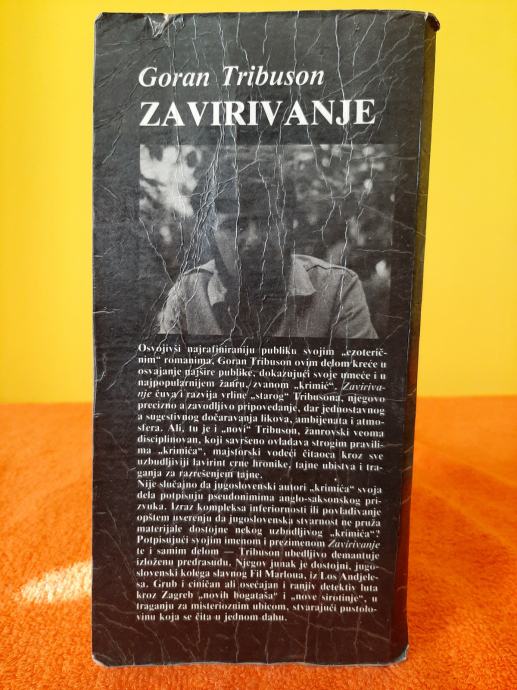 Goran Tribuson
ZAVIRIVANJE
Osvojivši najrafiniraniju publiku svojim „ezoterič-
nim“ romanima, Goran Tribuson ovim delom kreće u
osvajanje najšire publike, dokazujući svoje umeće i u
najpopularnijem žanru, zvanom „krimić“. Zaviriva-
nje čuva i razvija vrline „starog“ Tribusona, njegovo
precizno a zavodljivo pripovedanje, dar jednostavnog
a sugestivnog dočaravanja likova, ambijenata i atmo-
sfera. Ali, tu je i „novi“ Tribuson, žanrovski veoma
disciplinovan, koji savršeno ovladava strogim pravili-
ma „krimića“, majstorski vodeći čitaoca kroz sve
uzbudljiviji lavirint crne hronike, tajne ubistva i tra-
ganja za razrešenjem tajne.
Nije slučajno da jugoslovenski autori „krimića“ svoja
dela potpisuju pseudonimima anglo-saksonskog pri-
zvuka. Izraz kompleksa inferiornosti ili povlađivanje
opštem uverenju da jugoslovenska stvarnost ne pruža
materijale dostojne nekog uzbudljivog „krimića“?
Potpisujući svojim imenom i prezimenom Zavirivanje
te i samim delom — Tribuson ubedljivo demantuje
izloženu predrasudu. Njegov junak je dostojni, jugo-
slovenski kolega slavnog Fil Marloua, iz Los Andjele-
sa. Grub i ciničan ali osećajan i ranjiv detektiv luta
kroz Zagreb „novih bogataša“ i „nove sirotinje“, u
traganju za misterioznim ubicom, stvarajući pustolo-
vinu koja se čita u jednom dahu.